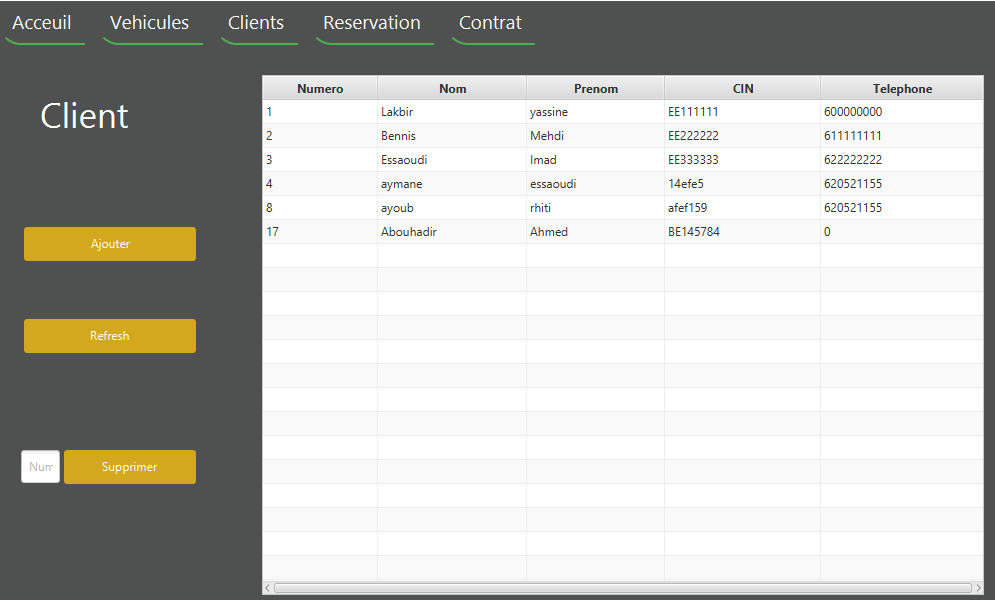 Acceuil Vehicules Clients Reservation Contrat
Client
Ajouter
Refresh
Num Supprimer
Numero Nom Prenom CIN Telephone
1 Lakbir yassine EE111111 600000000
2 Bennis Mehdi EE222222 611111111
3 Essaoudi Imad EE333333 622222222
4 aymane essaoudi 14efe5 620521155
8 ayoub rhiti afef159 620521155
17 Abouhadir Ahmed BE145784 0